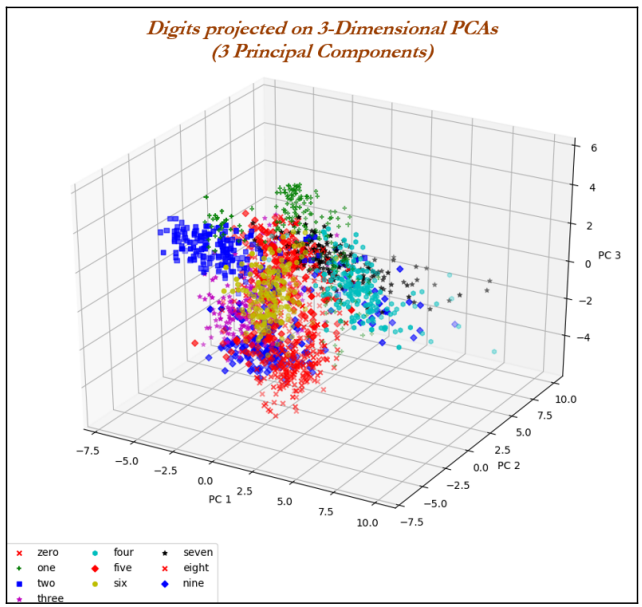 Digits projected on 3-Dimensional PCAs
(3 Principal Components)
6
4
2
0
−2
−4
PC 3
10.0
7.5
5.0
2.5
0.0
−2.5
−5.0
−7.5
PC 2
−7.5
−5.0
−2.5
0.0
2.5
5.0
7.5
10.0
PC 1
zero four seven
one five eight
two six nine
three